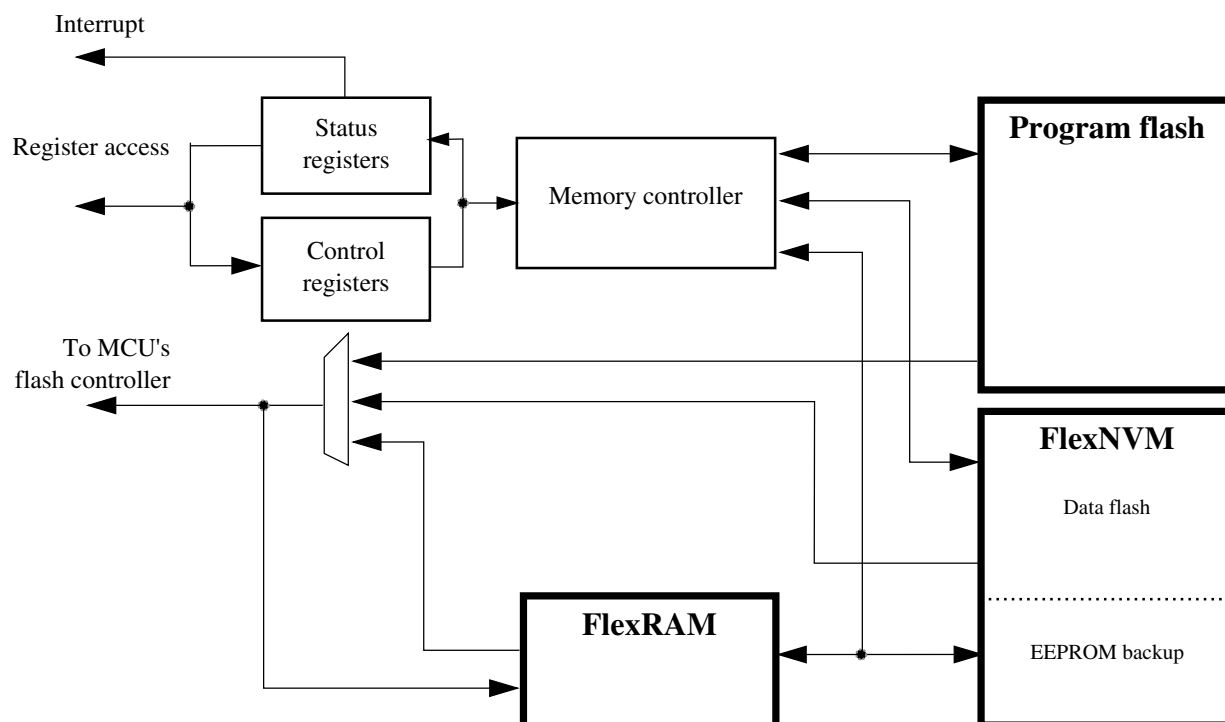 Interrupt
Register access
Status
registers
Control
registers
Memory controller
Program flash
To MCU's
flash controller
FlexNVM
Data flash
EEPROM backup
FlexRAM